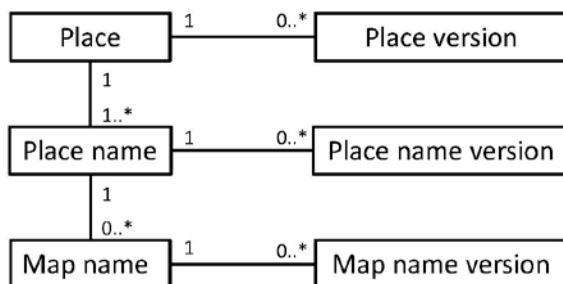 Place 1 0..* Place version
1
1..*
Place name 1 0..* Place name version
1
0..*
Map name 1 0..* Map name version